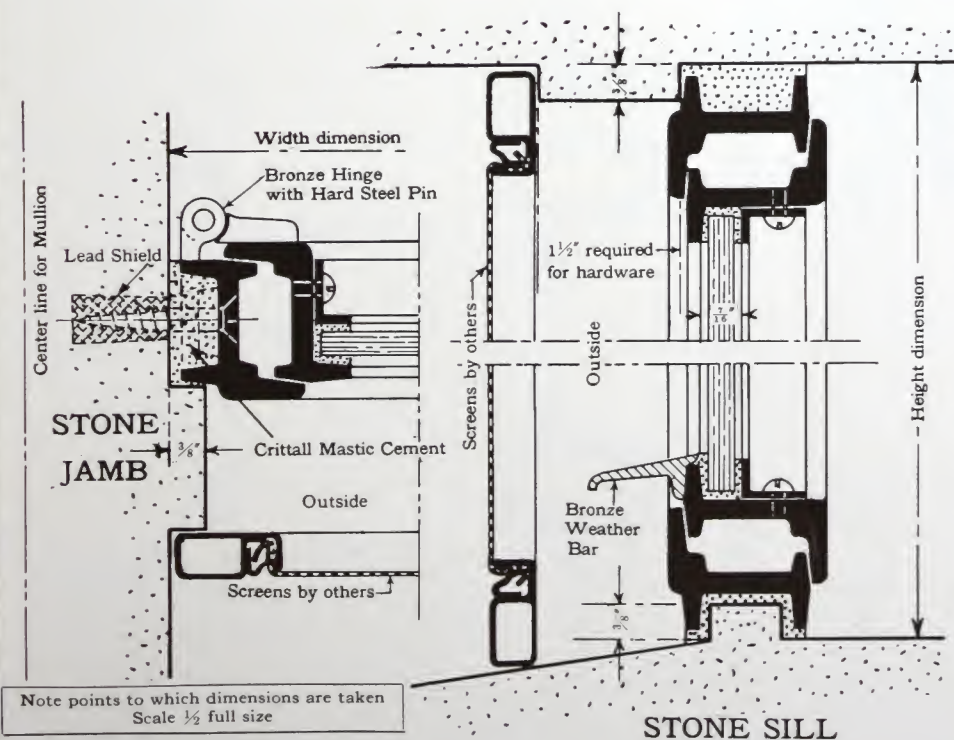 Center line for Mullion
Width dimension
Bronze Hinge
with Hard Steel Pin
Lead Shield
STONE
JAMB
3/8"
Crittall Mastic Cement
Outside
Screens by others
Note points to which dimensions are taken
Scale ½ full size
3/8"
1½" required
for hardware
7/16"
Screens by others
Outside
Height dimension
Bronze
Weather
Bar
3/8"
STONE SILL